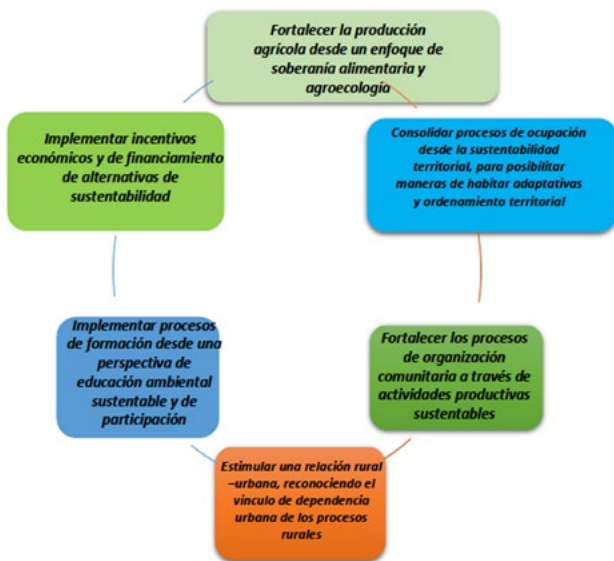 Fortalecer la producción
agrícola desde un enfoque de
soberanía alimentaria y
agroecología
Consolidar procesos de ocupación
desde la sustentabilidad
territorial, para posibilitar
maneras de habitar adaptativas
y ordenamiento territorial
Fortalecer los procesos
de organización
comunitaria a través de
actividades productivas
sustentables
Estimular una relación rural
–urbana, reconociendo el
vínculo de dependencia
urbana de los procesos
rurales
Implementar procesos
de formación desde una
perspectiva de
educación ambiental
sustentable y de
participación
Implementar incentivos
económicos y de financiamiento
de alternativas de
sustentabilidad